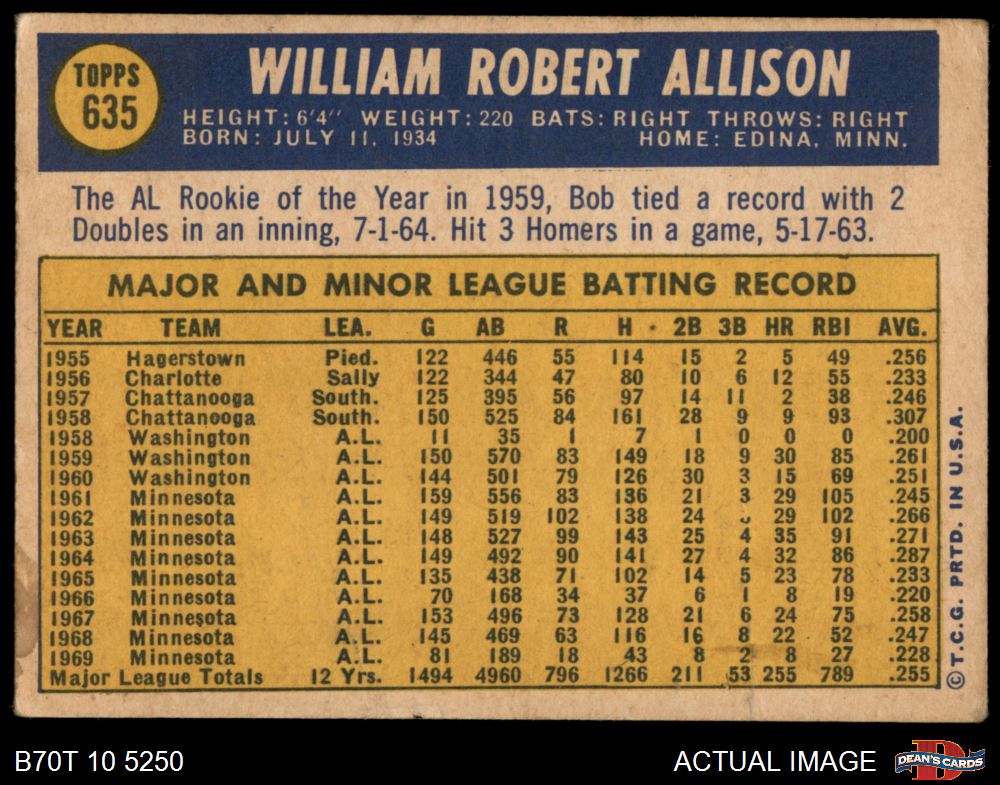 TOPPS
635
WILLIAM ROBERT ALLISON
HEIGHT: 6'4" WEIGHT: 220 BATS: RIGHT THROWS: RIGHT
BORN: JULY 11, 1934 HOME: EDINA, MINN.
The AL Rookie of the Year in 1959, Bob tied a record with 2
Doubles in an inning, 7-1-64. Hit 3 Homers in a game, 5-17-63.
MAJOR AND MINOR LEAGUE BATTING RECORD
YEAR TEAM LEA. G AB R H 2B 3B HR RBI AVG.
1955 Hagerstown Pied. 122 446 55 114 15 2 5 49 .256
1956 Charlotte Sally 122 344 47 80 10 6 12 55 .233
1957 Chattanooga South. 125 395 56 97 14 11 2 38 .246
1958 Chattanooga South. 150 525 84 161 28 9 9 93 .307
1958 Washington A.L. 11 35 1 7 1 0 0 0 .200
1959 Washington A.L. 150 570 83 149 18 9 30 85 .261
1960 Washington A.L. 144 501 79 126 30 3 15 69 .251
1961 Minnesota A.L. 159 556 83 136 21 3 29 105 .245
1962 Minnesota A.L. 149 519 102 138 24 29 102 .266
1963 Minnesota A.L. 148 527 99 143 25 4 35 91 .271
1964 Minnesota A.L. 149 492 90 141 27 4 32 86 .287
1965 Minnesota A.L. 135 438 71 102 14 5 23 78 .233
1966 Minnesota A.L. 70 168 34 37 6 1 8 19 .220
1967 Minnesota A.L. 153 496 73 128 21 6 24 75 .258
1968 Minnesota A.L. 145 469 63 116 16 8 22 52 .247
1969 Minnesota A.L. 81 189 18 43 8 2 8 27 .228
Major League Totals 12 Yrs. 1494 4960 796 1266 211 53 255 789 .255
©T.C.G. PRTD. IN U.S.A.
B70T 10 5250
ACTUAL IMAGE
D
DEAN'S CARDS